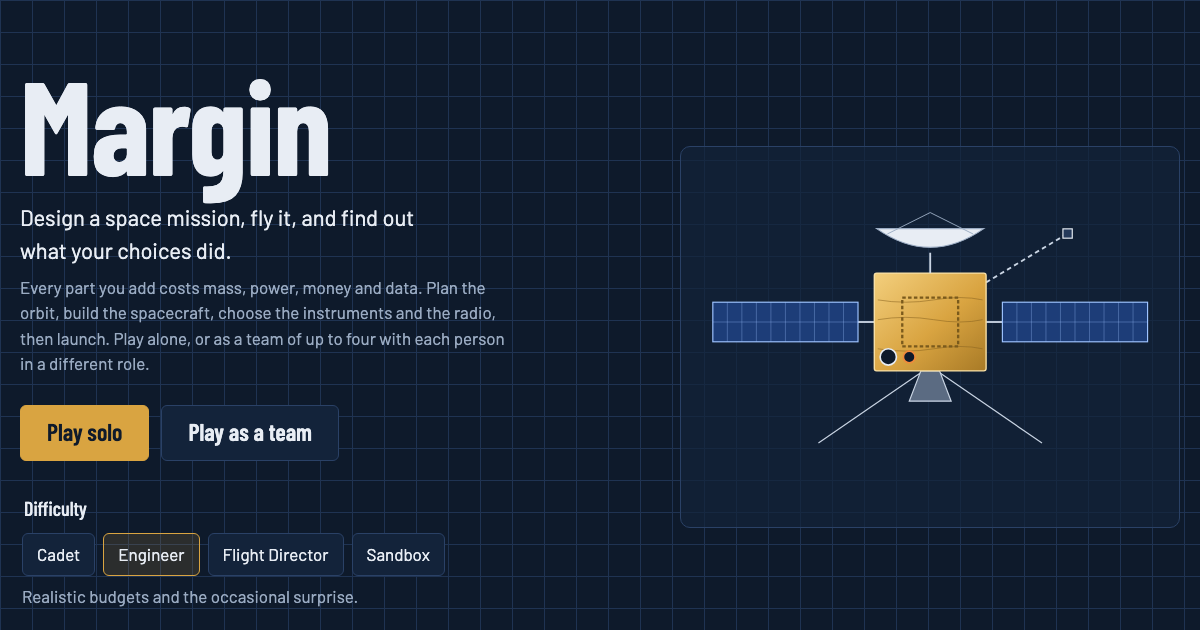 Margin
Design a space mission, fly it, and find out
what your choices did.
Every part you add costs mass, power, money and data. Plan the
orbit, build the spacecraft, choose the instruments and the radio,
then launch. Play alone, or as a team of up to four with each person
in a different role.
Play solo
Play as a team
Difficulty
Cadet
Engineer
Flight Director
Sandbox
Realistic budgets and the occasional surprise.